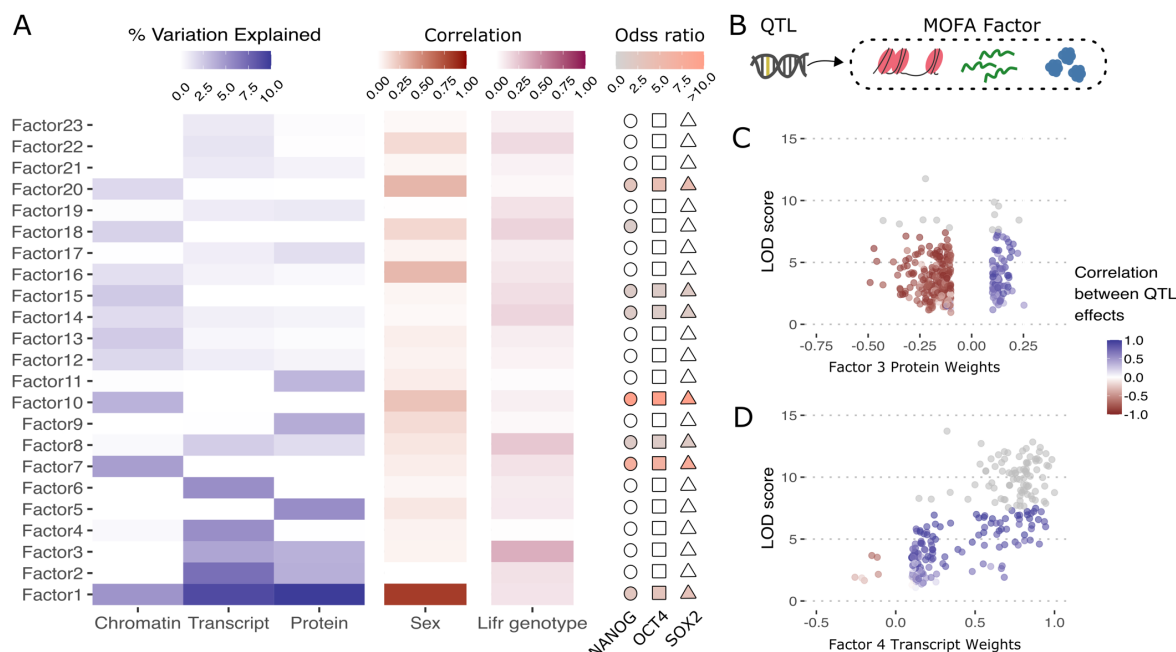 A
% Variation Explained
0.0
2.5
5.0
7.5
10.0
Correlation
0.00
0.25
0.50
0.75
1.00
0.00
0.25
0.50
0.75
1.00
Odss ratio
0.0
2.5
5.0
7.5
>10.0
Factor23
Factor22
Factor21
Factor20
Factor19
Factor18
Factor17
Factor16
Factor15
Factor14
Factor13
Factor12
Factor11
Factor10
Factor9
Factor8
Factor7
Factor6
Factor5
Factor4
Factor3
Factor2
Factor1
Chromatin
Transcript
Protein
Sex
Lifr genotype
NANOG
OCT4
SOX2
B
QTL
MOFA Factor
C
LOD score
15
10
5
0
-0.75
-0.50
-0.25
0.00
0.25
Factor 3 Protein Weights
Correlation
between QTL
effects
1.0
0.5
0.0
-0.5
-1.0
D
LOD score
15
10
5
0
-0.5
0.0
0.5
1.0
Factor 4 Transcript Weights